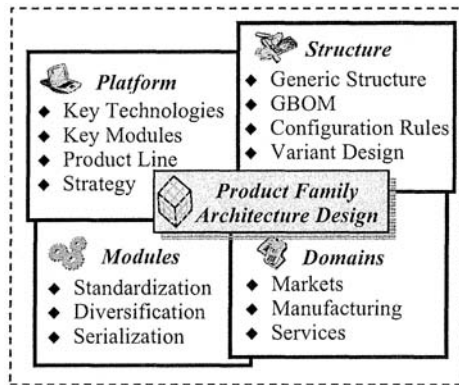 Platform
◆ Key Technologies
◆ Key Modules
◆ Product Line
◆ Strategy
Structure
◆ Generic Structure
◆ GBOM
◆ Configuration Rules
◆ Variant Design
Product Family
Architecture Design
Modules
◆ Standardization
◆ Diversification
◆ Serialization
Domains
◆ Markets
◆ Manufacturing
◆ Services